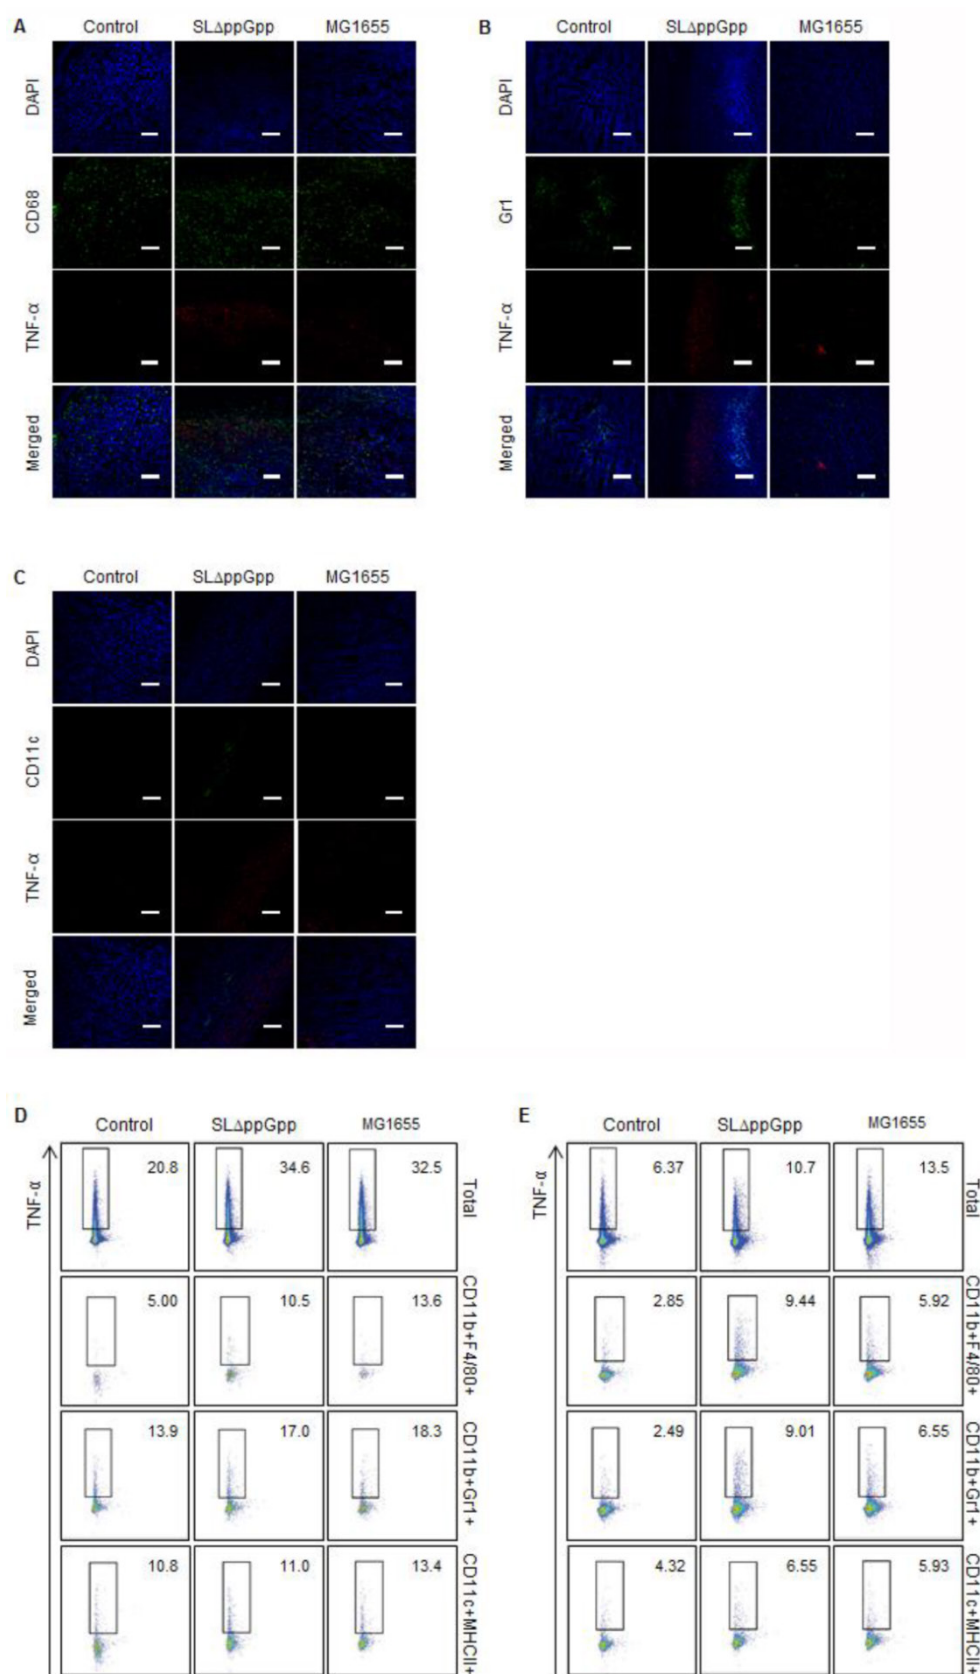 A
Control SLΔppGpp MG1655
DAPI
CD68
TNF-α
Merged
B
Control SLΔppGpp MG1655
DAPI
Gr1
TNF-α
Merged
C
Control SLΔppGpp MG1655
DAPI
CD11c
TNF-α
Merged
D
Control SLΔppGpp MG1655
TNF-α
20.8 34.6 32.5 Total
5.00 10.5 13.6 CD11b+F4/80+
13.9 17.0 18.3 CD11b+Gr1+
10.8 11.0 13.4 CD11c+MHCII+
E
Control SLΔppGpp MG1655
TNF-α
6.37 10.7 13.5 Total
2.85 9.44 5.92 CD11b+F4/80+
2.49 9.01 6.55 CD11b+Gr1+
4.32 6.55 5.93 CD11c+MHCII+